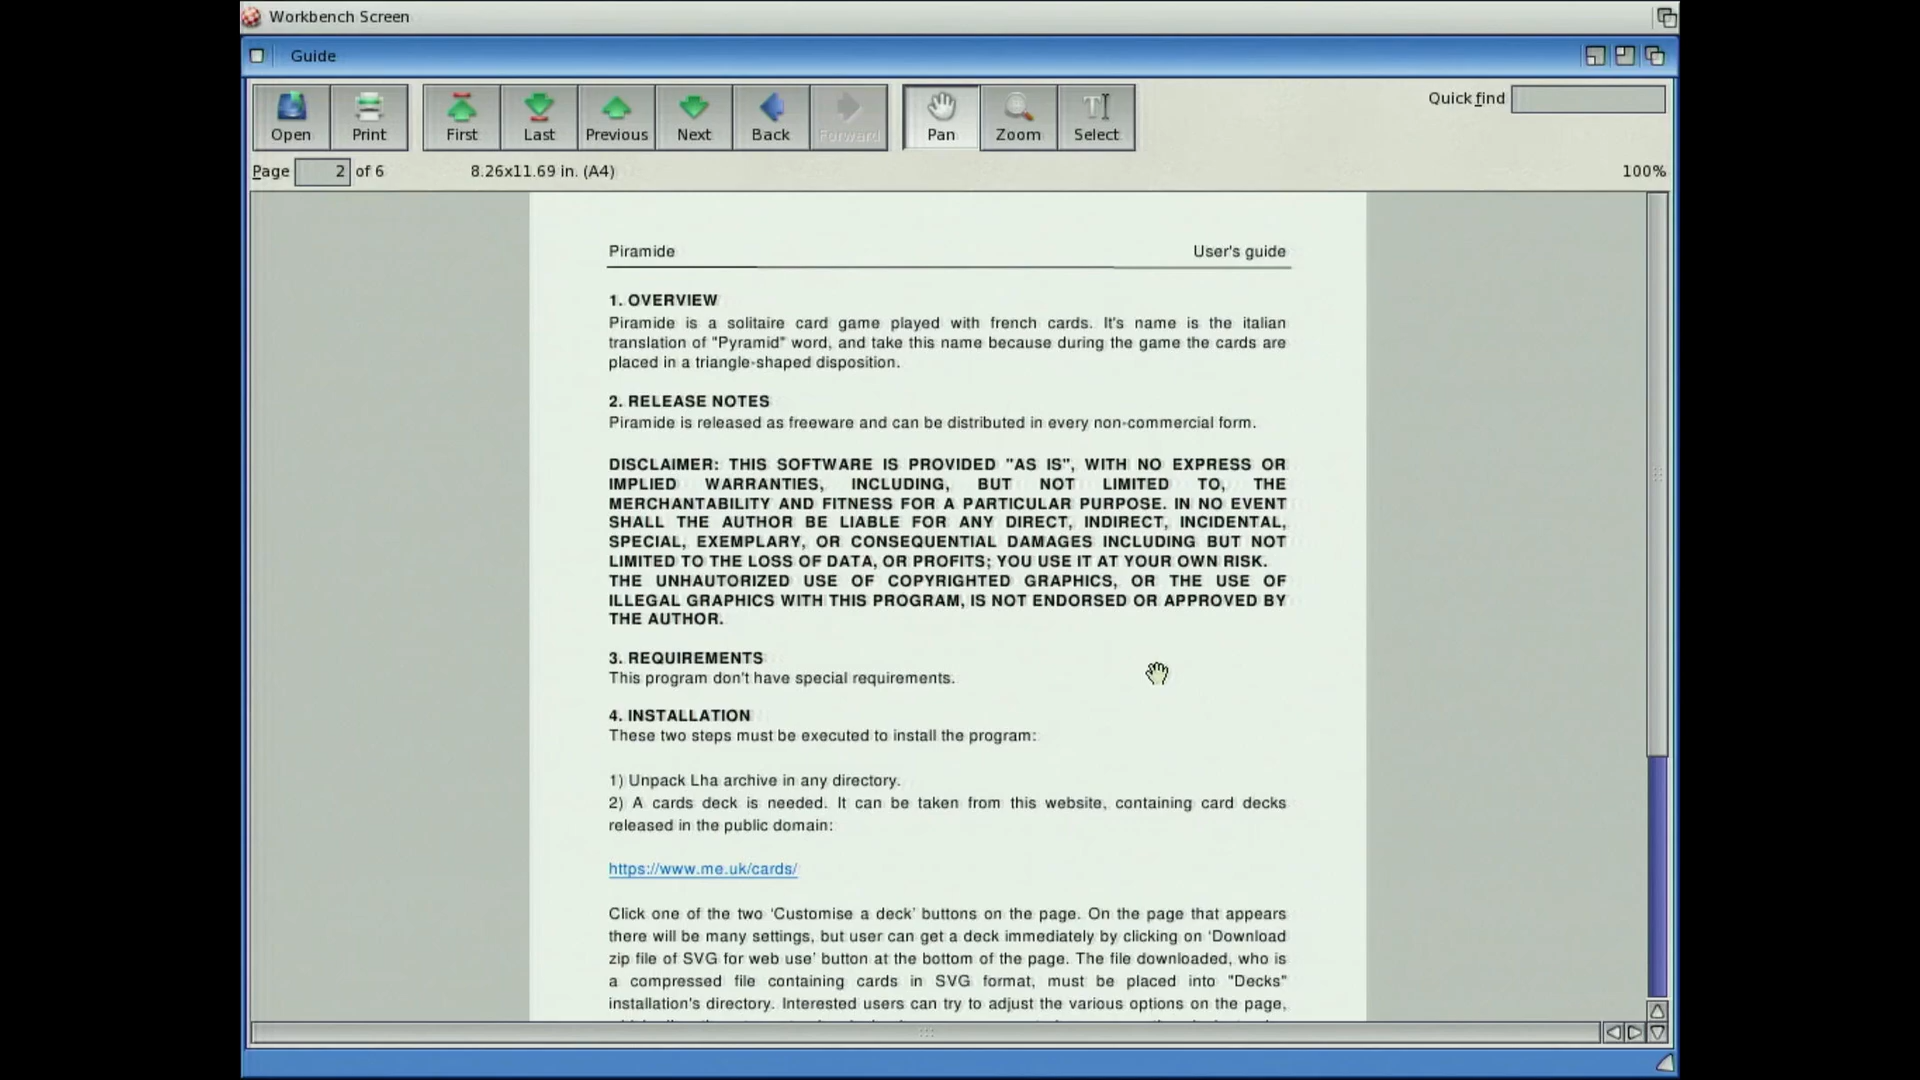 Workbench Screen
Guide
Open Print First Last Previous Next Back Forward Pan Zoom Select Quick find
Page 2 of 6 8.26x11.69 in. (A4) 100%
Piramide User's guide
1. OVERVIEW
Piramide is a solitaire card game played with french cards. It's name is the italian
translation of "Pyramid" word, and take this name because during the game the cards are
placed in a triangle-shaped disposition.
2. RELEASE NOTES
Piramide is released as freeware and can be distributed in every non-commercial form.
DISCLAIMER: THIS SOFTWARE IS PROVIDED "AS IS", WITH NO EXPRESS OR
IMPLIED WARRANTIES, INCLUDING, BUT NOT LIMITED TO, THE
MERCHANTABILITY AND FITNESS FOR A PARTICULAR PURPOSE. IN NO EVENT
SHALL THE AUTHOR BE LIABLE FOR ANY DIRECT, INDIRECT, INCIDENTAL,
SPECIAL, EXEMPLARY, OR CONSEQUENTIAL DAMAGES INCLUDING BUT NOT
LIMITED TO THE LOSS OF DATA, OR PROFITS; YOU USE IT AT YOUR OWN RISK.
THE UNHAUTORIZED USE OF COPYRIGHTED GRAPHICS, OR THE USE OF
ILLEGAL GRAPHICS WITH THIS PROGRAM, IS NOT ENDORSED OR APPROVED BY
THE AUTHOR.
3. REQUIREMENTS
This program don't have special requirements.
4. INSTALLATION
These two steps must be executed to install the program:
1) Unpack Lha archive in any directory.
2) A cards deck is needed. It can be taken from this website, containing card decks
released in the public domain:
https://www.me.uk/cards/
Click one of the two ‘Customise a deck’ buttons on the page. On the page that appears
there will be many settings, but user can get a deck immediately by clicking on ‘Download
zip file of SVG for web use’ button at the bottom of the page. The file downloaded, who is
a compressed file containing cards in SVG format, must be placed into "Decks"
installation's directory. Interested users can try to adjust the various options on the page,